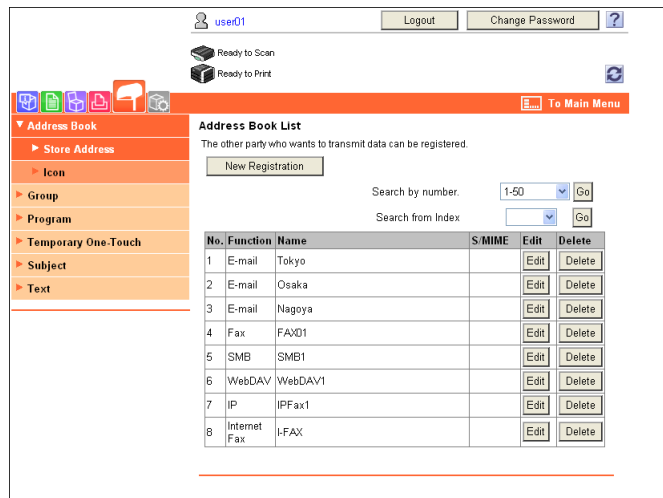 user01
Logout
Change Password
?
Ready to Scan
Ready to Print
To Main Menu
Address Book
Store Address
Icon
Group
Program
Temporary One-Touch
Subject
Text
Address Book List
The other party who wants to transmit data can be registered.
New Registration
Search by number. 1-50 Go
Search from Index Go
No. Function Name S/MIME Edit Delete
1 E-mail Tokyo Edit Delete
2 E-mail Osaka Edit Delete
3 E-mail Nagoya Edit Delete
4 Fax FAX01 Edit Delete
5 SMB SMB1 Edit Delete
6 WebDAV WebDAV1 Edit Delete
7 IP IPFax1 Edit Delete
8 Internet Fax I-FAX Edit Delete